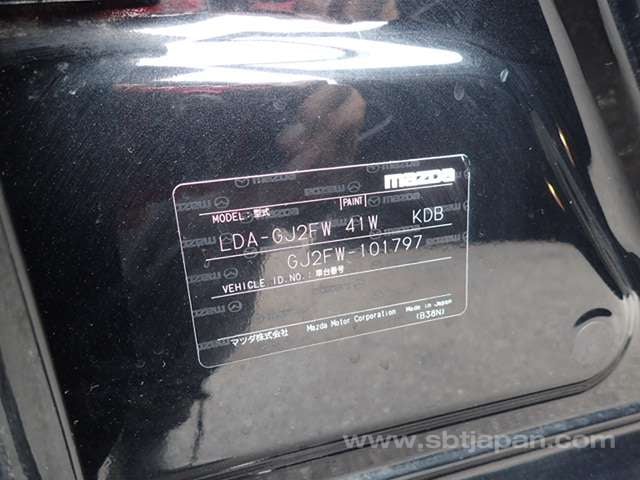 mazda
MODEL: 型式 PAINT
LDA-GJ2FW 41W KDB
GJ2FW-101797
VEHICLE ID.NO.: 車台番号
マツダ株式会社 Mazda Motor Corporation Made in Japan
(B38N)
www.sbtjapan.com